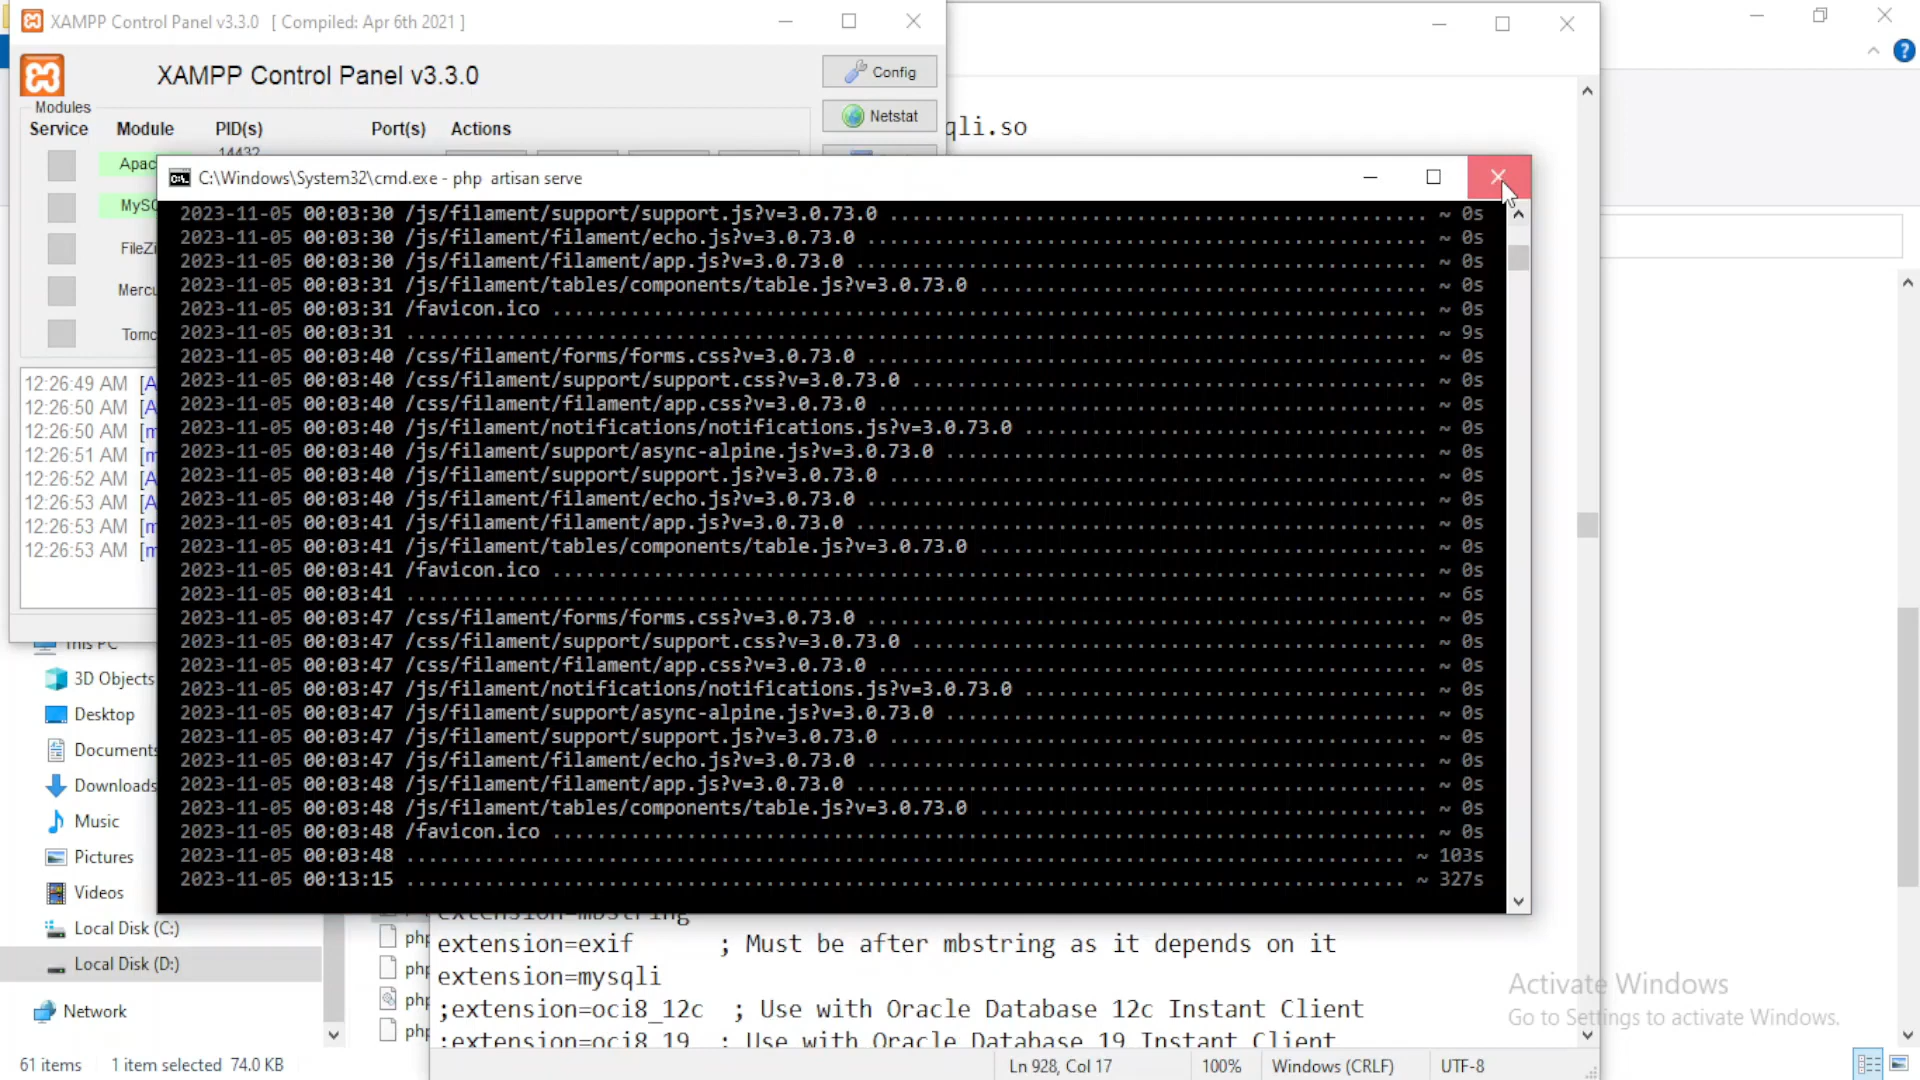 XAMPP Control Panel v3.3.0 [ Compiled: Apr 6th 2021 ]
XAMPP Control Panel v3.3.0
Config
Modules
Service Module PID(s) Port(s) Actions
Netstat
qli.so
14432
Apac
C:\Windows\System32\cmd.exe - php artisan serve
MySQ
FileZi
Mercu
Tomc
12:26:49 AM [A
12:26:50 AM [A
12:26:50 AM [m
12:26:51 AM [m
12:26:52 AM [A
12:26:53 AM [A
12:26:53 AM [m
12:26:53 AM [m
2023-11-05 00:03:30 /js/filament/support/support.js?v=3.0.73.0 ~ 0s
2023-11-05 00:03:30 /js/filament/filament/echo.js?v=3.0.73.0 ~ 0s
2023-11-05 00:03:30 /js/filament/filament/app.js?v=3.0.73.0 ~ 0s
2023-11-05 00:03:31 /js/filament/tables/components/table.js?v=3.0.73.0 ~ 0s
2023-11-05 00:03:31 /favicon.ico ~ 0s
2023-11-05 00:03:31 ~ 9s
2023-11-05 00:03:40 /css/filament/forms/forms.css?v=3.0.73.0 ~ 0s
2023-11-05 00:03:40 /css/filament/support/support.css?v=3.0.73.0 ~ 0s
2023-11-05 00:03:40 /css/filament/filament/app.css?v=3.0.73.0 ~ 0s
2023-11-05 00:03:40 /js/filament/notifications/notifications.js?v=3.0.73.0 ~ 0s
2023-11-05 00:03:40 /js/filament/support/async-alpine.js?v=3.0.73.0 ~ 0s
2023-11-05 00:03:40 /js/filament/support/support.js?v=3.0.73.0 ~ 0s
2023-11-05 00:03:40 /js/filament/filament/echo.js?v=3.0.73.0 ~ 0s
2023-11-05 00:03:41 /js/filament/filament/app.js?v=3.0.73.0 ~ 0s
2023-11-05 00:03:41 /js/filament/tables/components/table.js?v=3.0.73.0 ~ 0s
2023-11-05 00:03:41 /favicon.ico ~ 0s
2023-11-05 00:03:41 ~ 6s
2023-11-05 00:03:47 /css/filament/forms/forms.css?v=3.0.73.0 ~ 0s
2023-11-05 00:03:47 /css/filament/support/support.css?v=3.0.73.0 ~ 0s
2023-11-05 00:03:47 /css/filament/filament/app.css?v=3.0.73.0 ~ 0s
2023-11-05 00:03:47 /js/filament/notifications/notifications.js?v=3.0.73.0 ~ 0s
2023-11-05 00:03:47 /js/filament/support/async-alpine.js?v=3.0.73.0 ~ 0s
2023-11-05 00:03:47 /js/filament/support/support.js?v=3.0.73.0 ~ 0s
2023-11-05 00:03:47 /js/filament/filament/echo.js?v=3.0.73.0 ~ 0s
2023-11-05 00:03:48 /js/filament/filament/app.js?v=3.0.73.0 ~ 0s
2023-11-05 00:03:48 /js/filament/tables/components/table.js?v=3.0.73.0 ~ 0s
2023-11-05 00:03:48 /favicon.ico ~ 0s
2023-11-05 00:03:48 ~ 103s
2023-11-05 00:13:15 ~ 327s
This PC
3D Objects
Desktop
Documents
Downloads
Music
Pictures
Videos
Local Disk (C:)
Local Disk (D:)
Network
php
php
php
php
extension=mbstring
extension=exif ; Must be after mbstring as it depends on it
extension=mysqli
;extension=oci8_12c ; Use with Oracle Database 12c Instant Client
;extension=oci8_19 ; Use with Oracle Database 19 Instant Client
Activate Windows
Go to Settings to activate Windows.
61 items 1 item selected 74.0 KB
Ln 928, Col 17 100% Windows (CRLF) UTF-8